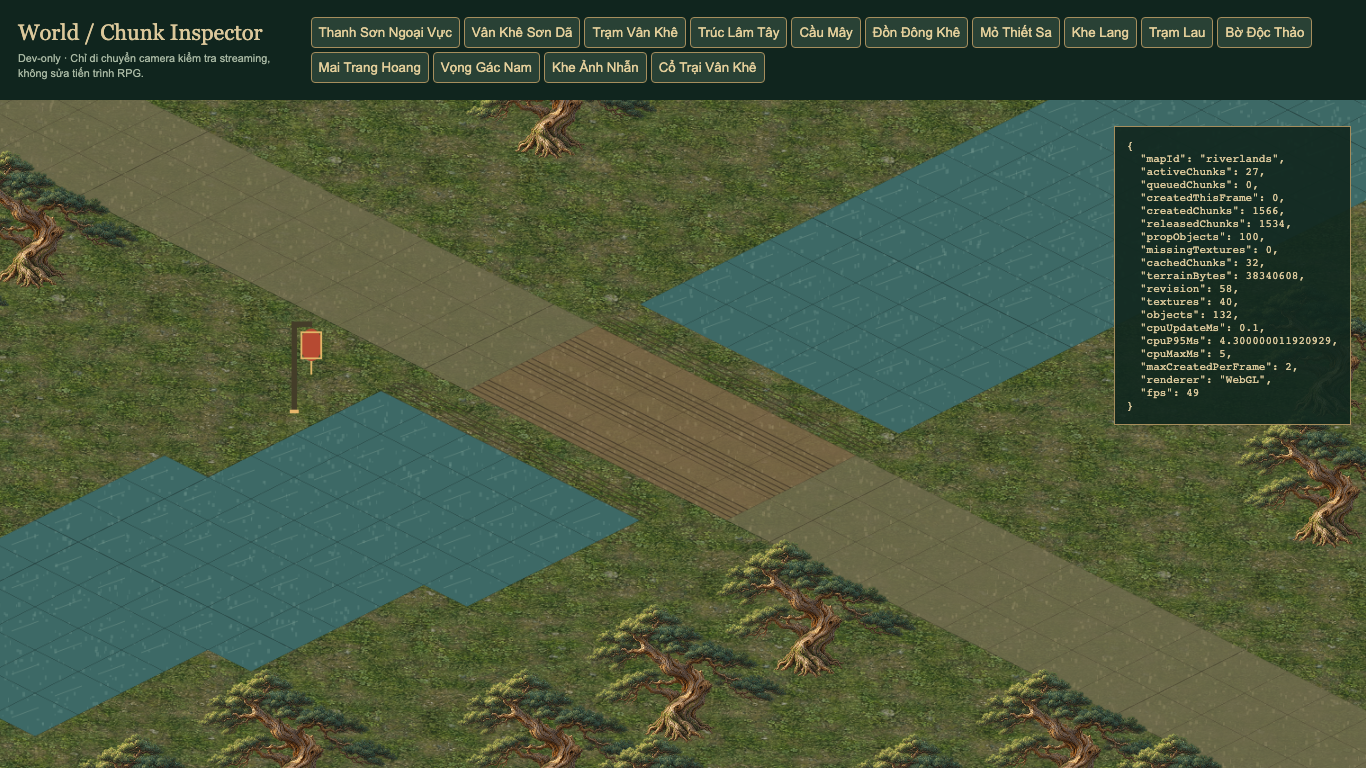 World / Chunk Inspector
Dev-only · Chỉ di chuyển camera kiểm tra streaming,
không sửa tiến trình RPG.
Thanh Sơn Ngoại Vực
Vân Khê Sơn Dã
Trạm Vân Khê
Trúc Lâm Tây
Cầu Mây
Đồn Đông Khê
Mỏ Thiết Sa
Khe Lang
Trạm Lau
Bờ Độc Thảo
Mai Trang Hoang
Vọng Gác Nam
Khe Ảnh Nhẫn
Cổ Trại Vân Khê
{
"mapId": "riverlands",
"activeChunks": 27,
"queuedChunks": 0,
"createdThisFrame": 0,
"createdChunks": 1566,
"releasedChunks": 1534,
"propObjects": 100,
"missingTextures": 0,
"cachedChunks": 32,
"terrainBytes": 38340608,
"revision": 58,
"textures": 40,
"objects": 132,
"cpuUpdateMs": 0.1,
"cpuP95Ms": 4.300000011920929,
"cpuMaxMs": 5,
"maxCreatedPerFrame": 2,
"renderer": "WebGL",
"fps": 49
}